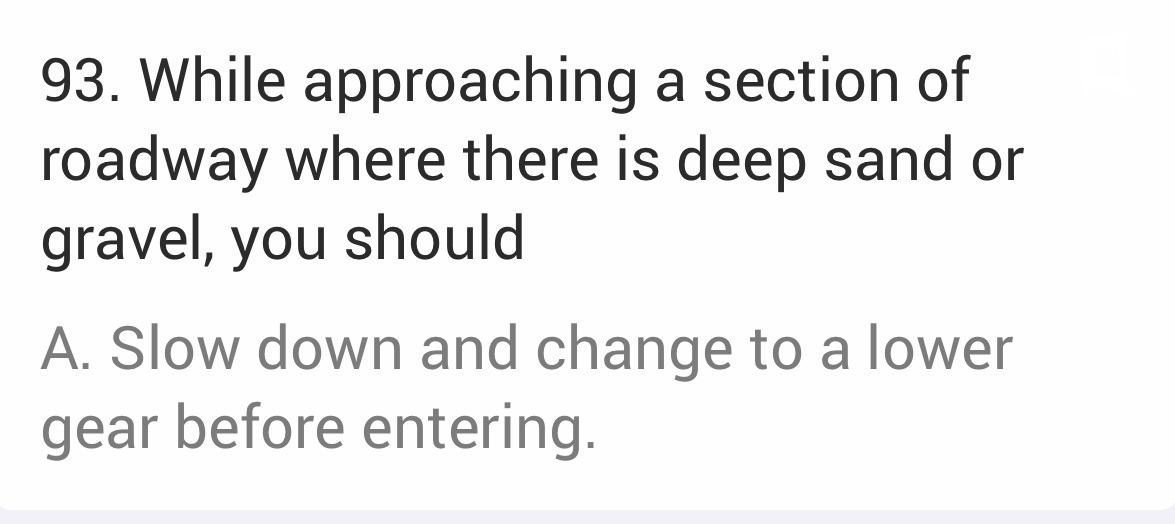 93. While approaching a section of
roadway where there is deep sand or
gravel, you should
A. Slow down and change to a lower
gear before entering.